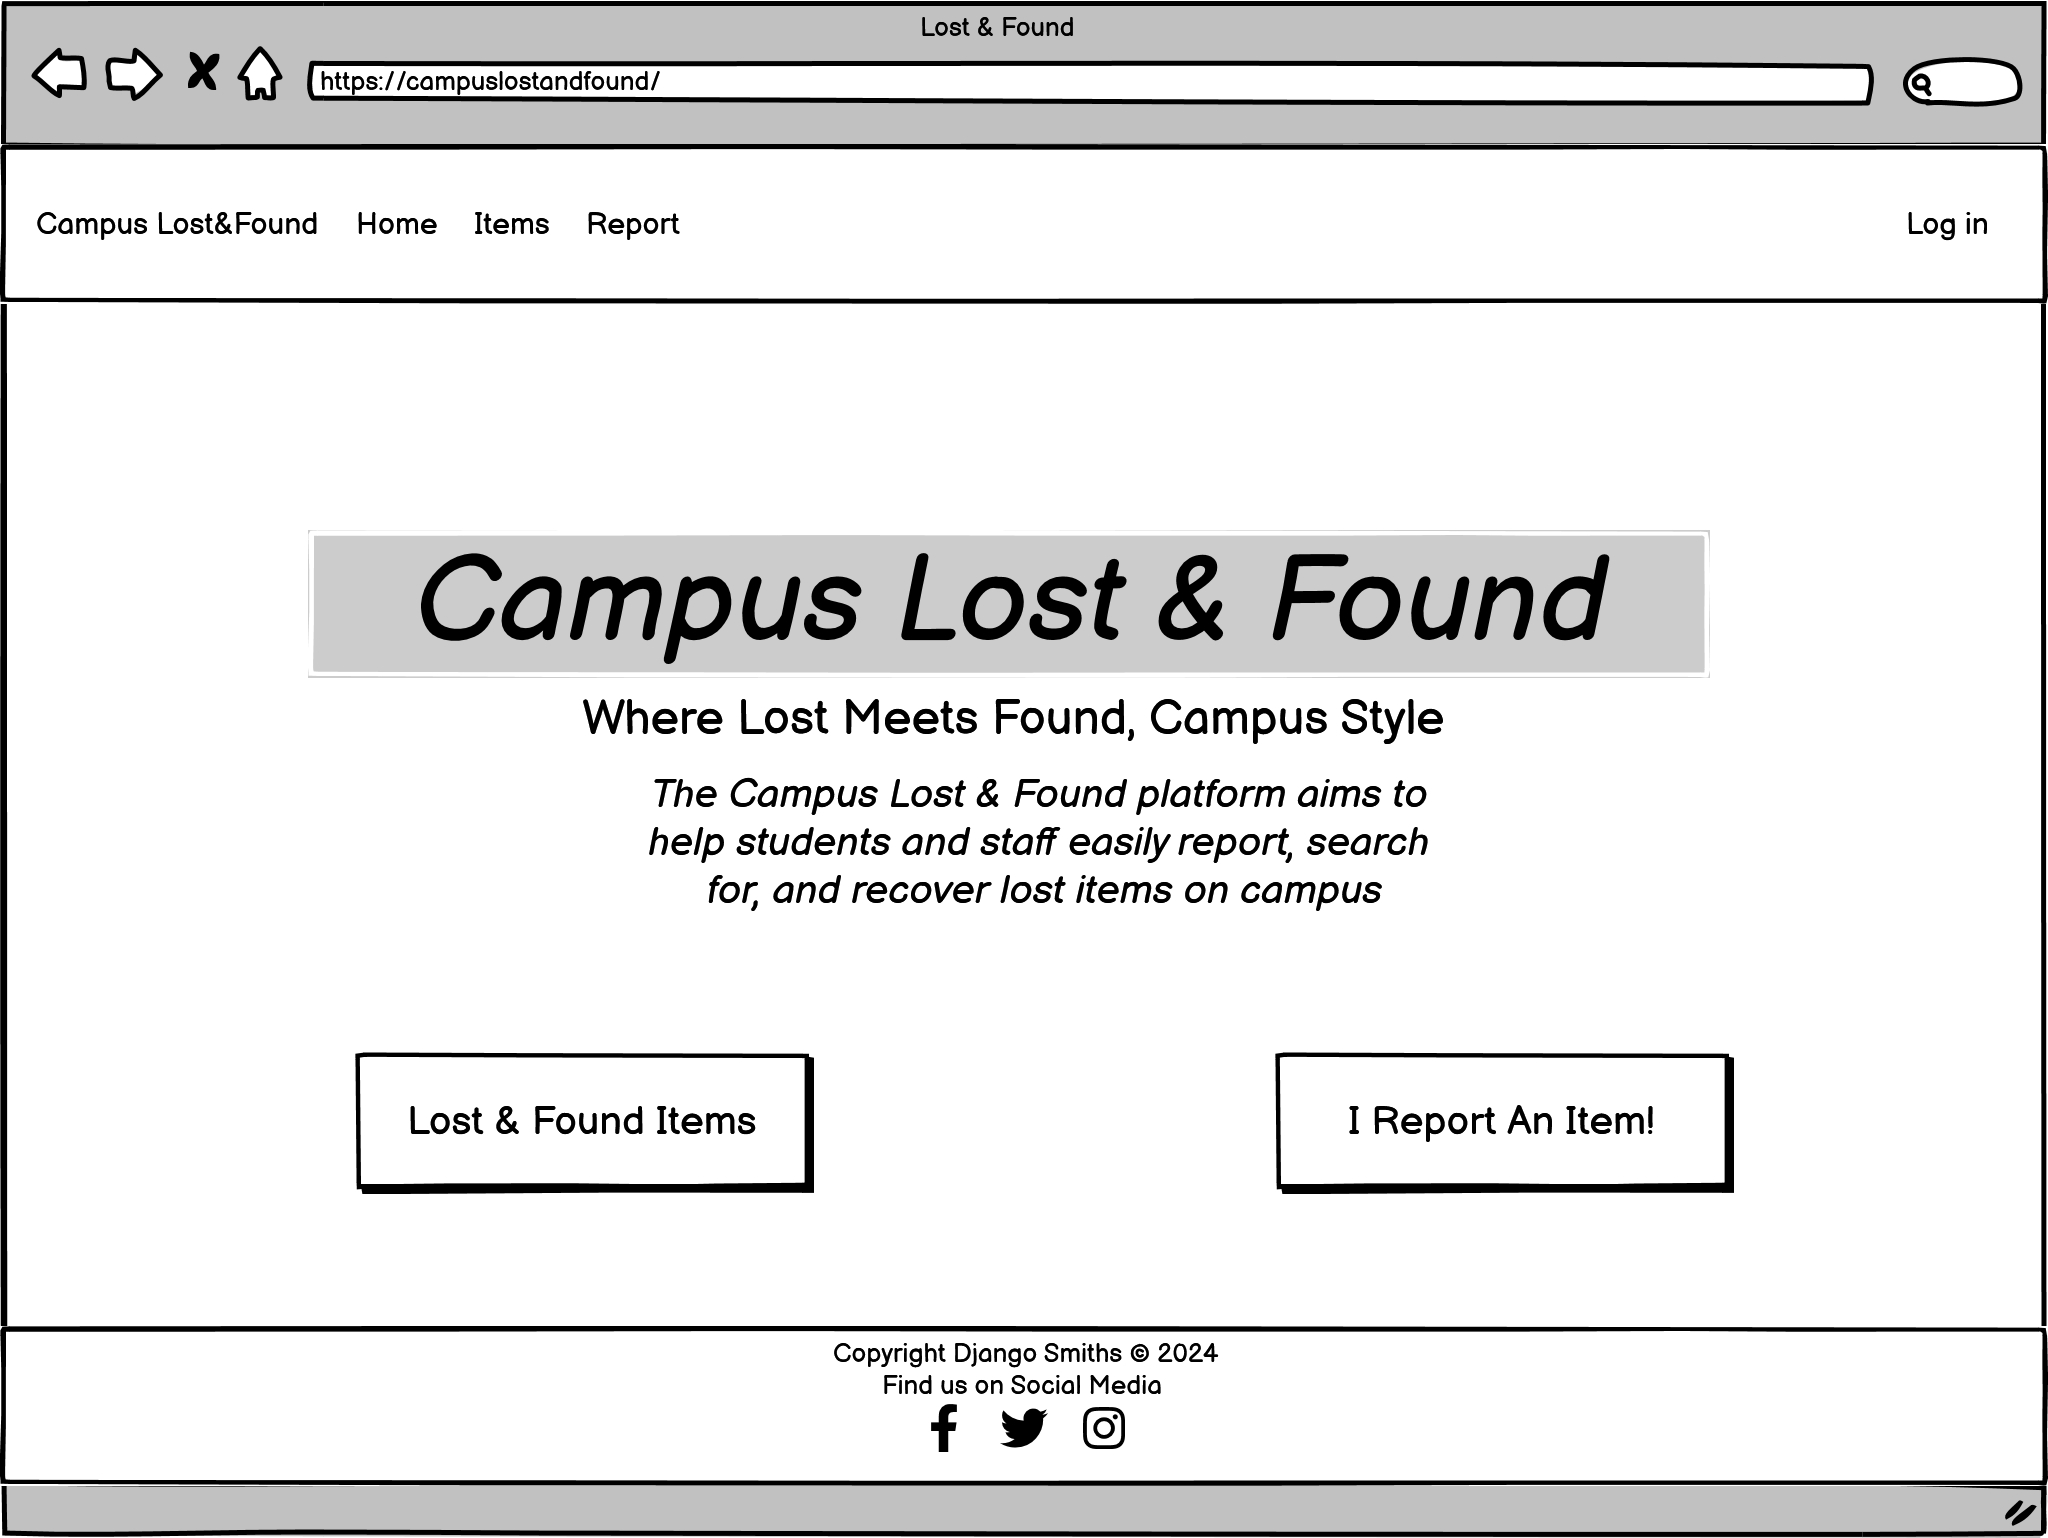 Lost & Found
https://campuslostandfound/
Campus Lost&Found Home Items Report Log in
Campus Lost & Found
Where Lost Meets Found, Campus Style
The Campus Lost & Found platform aims to
help students and staff easily report, search
for, and recover lost items on campus
Lost & Found Items
I Report An Item!
Copyright Django Smiths © 2024
Find us on Social Media